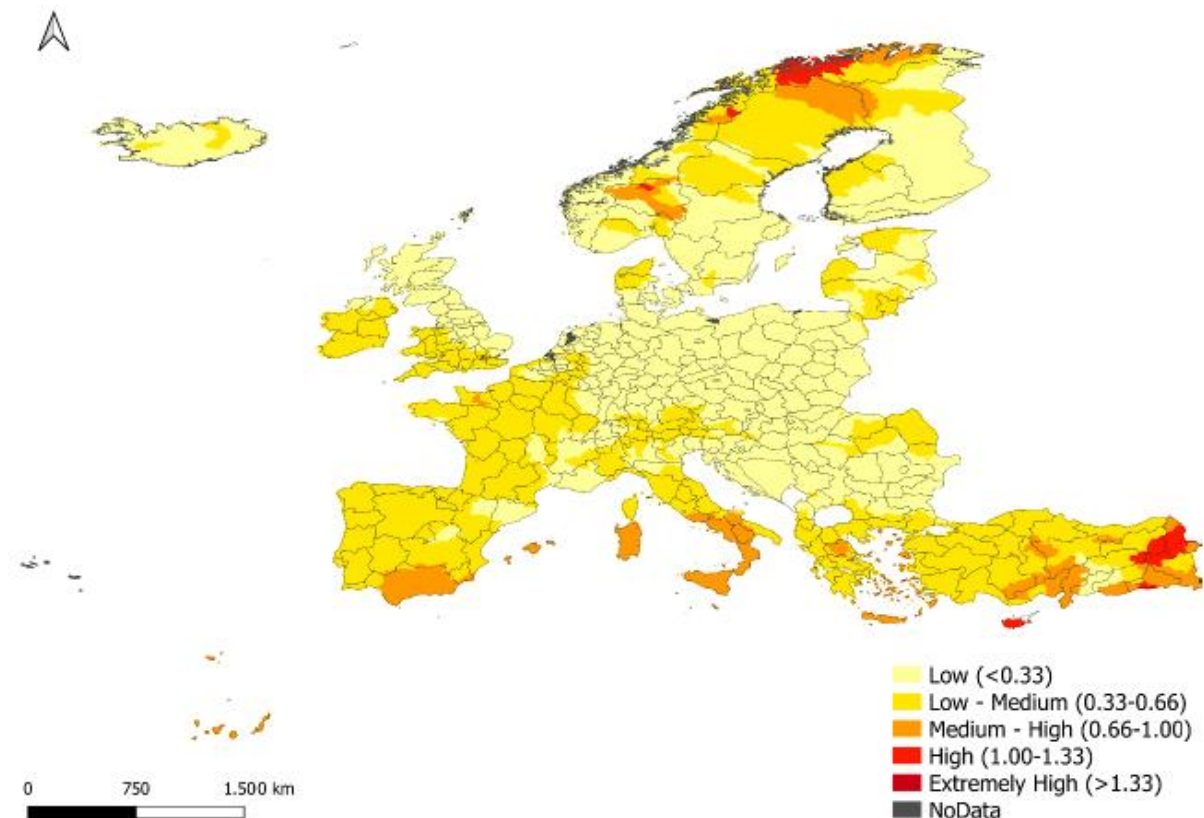 Low (<0.33)
Low - Medium (0.33-0.66)
Medium - High (0.66-1.00)
High (1.00-1.33)
Extremely High (>1.33)
NoData
0 750 1.500 km